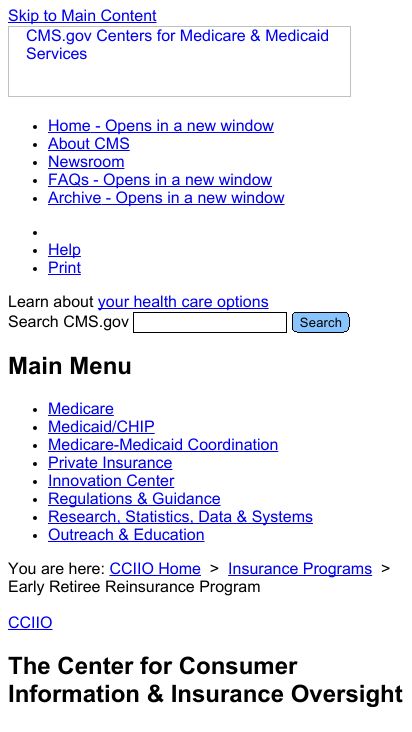 Skip to Main Content
CMS.gov Centers for Medicare & Medicaid
Services
Home - Opens in a new window
About CMS
Newsroom
FAQs - Opens in a new window
Archive - Opens in a new window
Help
Print
Learn about your health care options
Search CMS.gov Search
Main Menu
Medicare
Medicaid/CHIP
Medicare-Medicaid Coordination
Private Insurance
Innovation Center
Regulations & Guidance
Research, Statistics, Data & Systems
Outreach & Education
You are here: CCIIO Home > Insurance Programs >
Early Retiree Reinsurance Program
CCIIO
The Center for Consumer
Information & Insurance Oversight